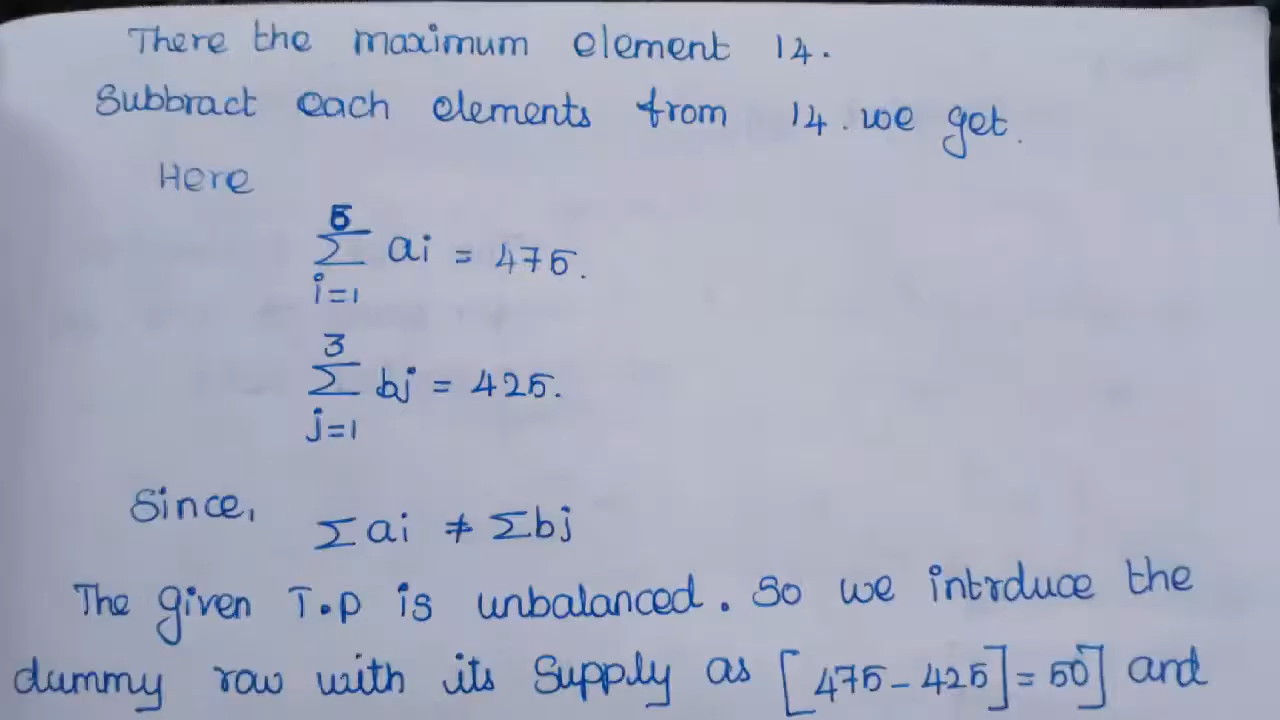 There the maximum element 14.
Subbract each elements from 14. we get.
Here
5
∑ ai = 475.
i=1
3
∑ bj = 425.
j=1
Since, ∑ai ≠ ∑bj
The given T.P is unbalanced. So we intrduce the
dummy row with its Supply as [475-425]=50] and